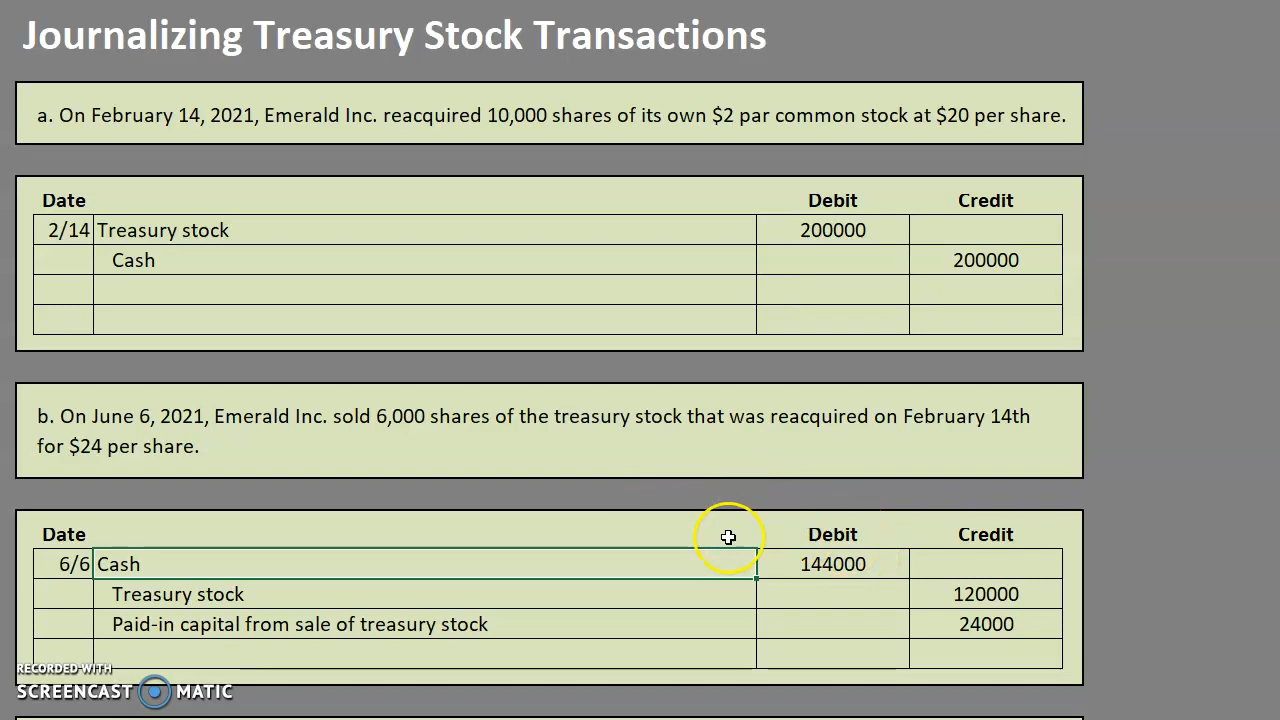 Journalizing Treasury Stock Transactions
a. On February 14, 2021, Emerald Inc. reacquired 10,000 shares of its own $2 par common stock at $20 per share.
Date Debit Credit
2/14 Treasury stock 200000
Cash 200000
b. On June 6, 2021, Emerald Inc. sold 6,000 shares of the treasury stock that was reacquired on February 14th
for $24 per share.
Date Debit Credit
6/6 Cash 144000
Treasury stock 120000
Paid-in capital from sale of treasury stock 24000
RECORDED WITH
SCREENCAST MATIC